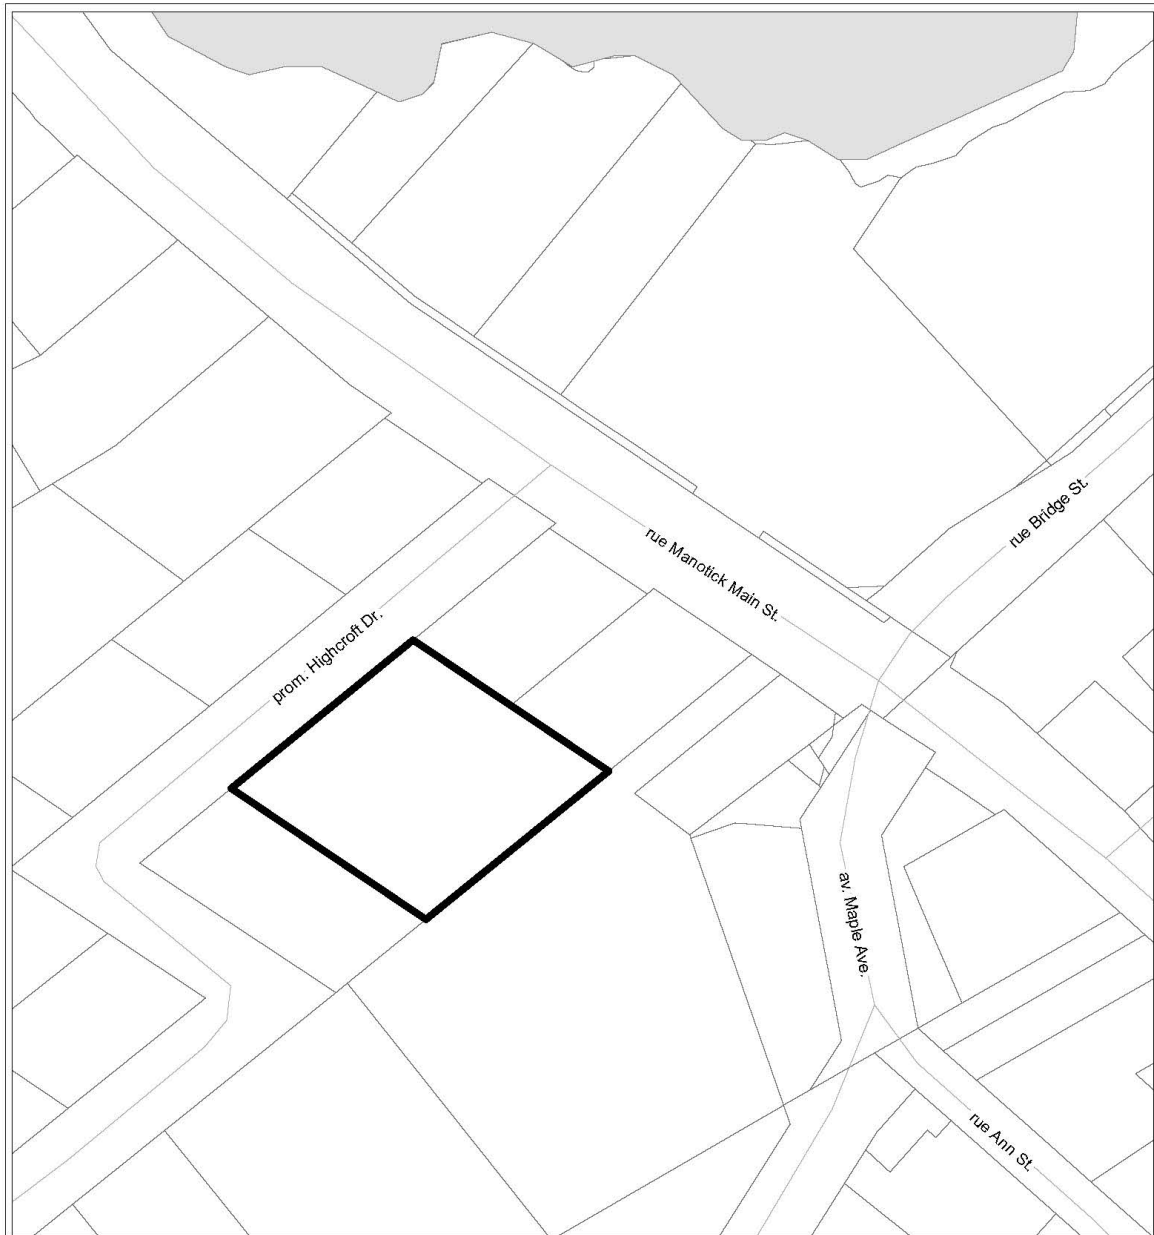 rue Bridge St.
rue Manotick Main St.
prom. Highcroft Dr.
av. Maple Ave.
rue Ann St.